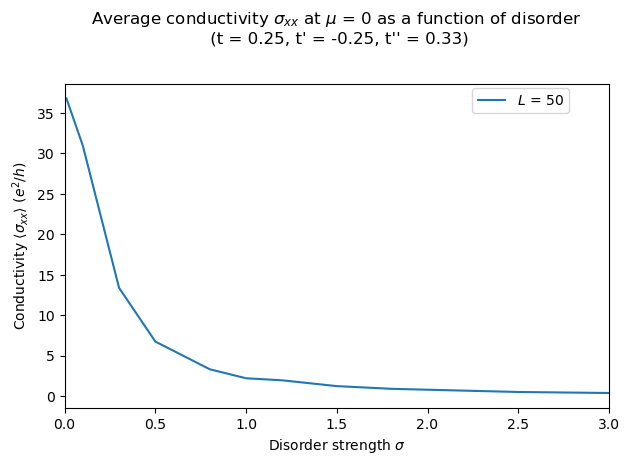 Average conductivity σxx at μ = 0 as a function of disorder
(t = 0.25, t' = -0.25, t'' = 0.33)
L = 50
Conductivity ⟨σxx⟩ (e²/h)
35
30
25
20
15
10
5
0
0.0 0.5 1.0 1.5 2.0 2.5 3.0
Disorder strength σ